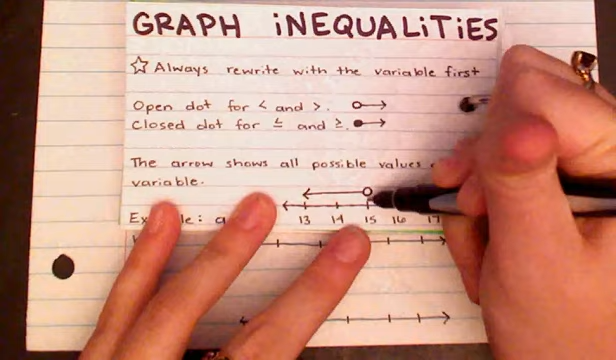 GRAPH INEQUALITIES
☆ Always rewrite with the variable first
Open dot for < and >.
Closed dot for ≤ and ≥.
The arrow shows all possible values
variable.
13 14 15 16 17